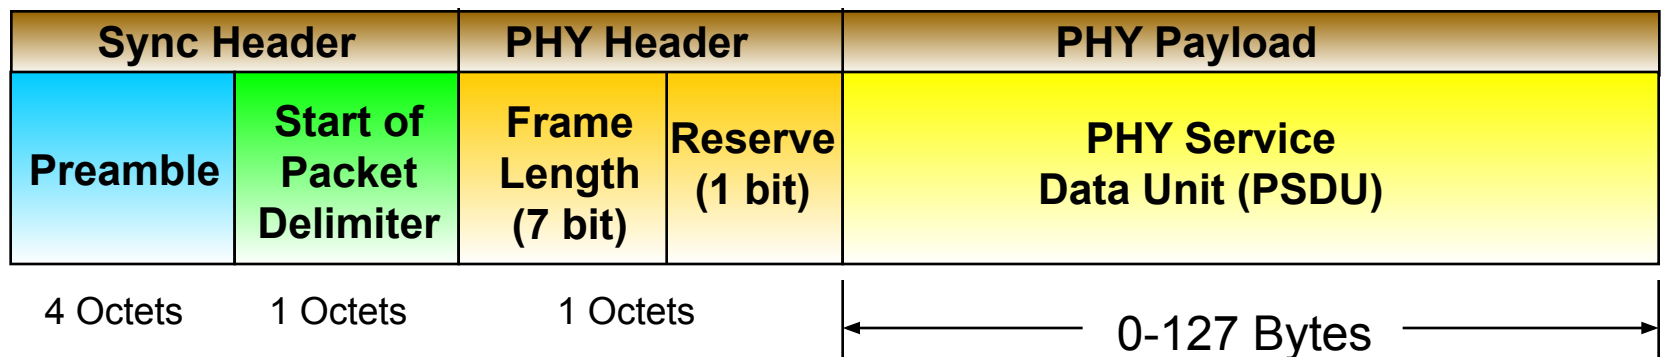 Sync Header
PHY Header
PHY Payload
Preamble
Start of
Packet
Delimiter
Frame
Length
(7 bit)
Reserve
(1 bit)
PHY Service
Data Unit (PSDU)
4 Octets
1 Octets
1 Octets
0-127 Bytes